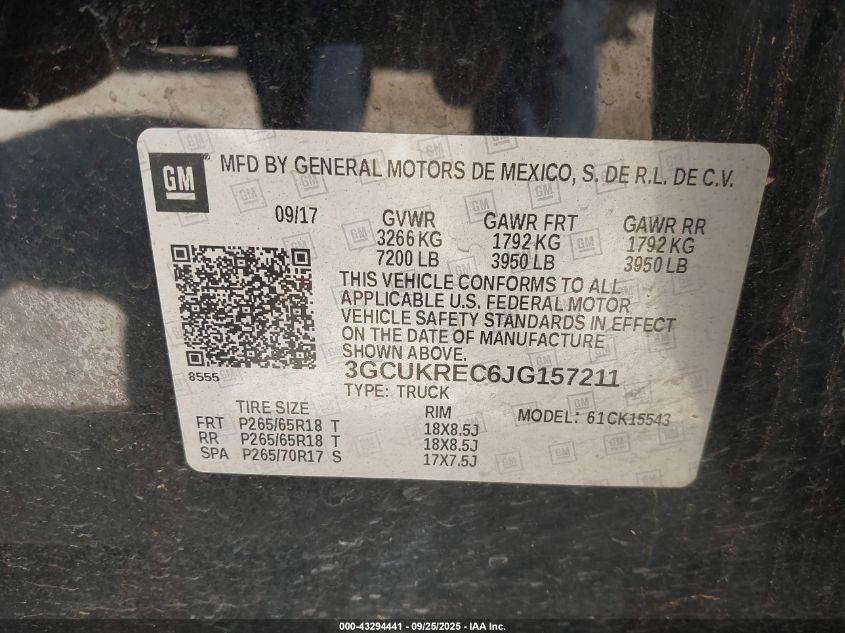 GM ® MFD BY GENERAL MOTORS DE MEXICO, S. DE R.L. DE C.V.
09/17 GVWR GAWR FRT GAWR RR
3266 KG 1792 KG 1792 KG
7200 LB 3950 LB 3950 LB
THIS VEHICLE CONFORMS TO ALL
APPLICABLE U.S. FEDERAL MOTOR
VEHICLE SAFETY STANDARDS IN EFFECT
ON THE DATE OF MANUFACTURE
SHOWN ABOVE.
8555 3GCUKREC6JG157211
TYPE: TRUCK
TIRE SIZE RIM MODEL: 61CK15543
FRT P265/65R18 T 18X8.5J
RR P265/65R18 T 18X8.5J
SPA P265/70R17 S 17X7.5J
000-43294441 - 09/25/2025 - IAA Inc.